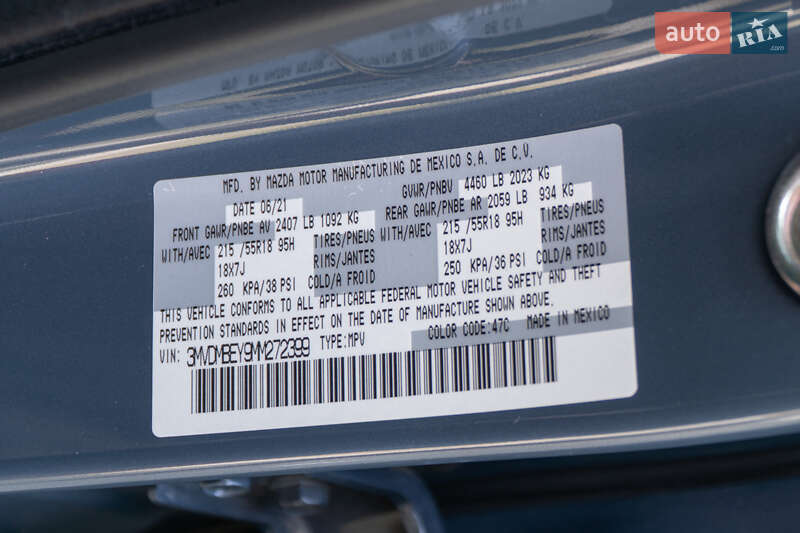 auto RIA .com
MFD. BY MAZDA MOTOR MANUFACTURING DE MEXICO S.A. DE C.V.
DATE 06/21 GVWR/PNBV 4460 LB 2023 KG
FRONT GAWR/PNBE AV 2407 LB 1092 KG REAR GAWR/PNBE AR 2059 LB 934 KG
WITH/AVEC 215 /55R18 95H TIRES/PNEUS WITH/AVEC 215 /55R18 95H TIRES/PNEUS
18X7J RIMS/JANTES 18X7J RIMS/JANTES
260 KPA/38 PSI COLD/A FROID 250 KPA/36 PSI COLD/A FROID
THIS VEHICLE CONFORMS TO ALL APPLICABLE FEDERAL MOTOR VEHICLE SAFETY AND THEFT
PREVENTION STANDARDS IN EFFECT ON THE DATE OF MANUFACTURE SHOWN ABOVE.
VIN: 3MVDMBEY9MM272399 TYPE:MPV COLOR CODE:47C MADE IN MEXICO